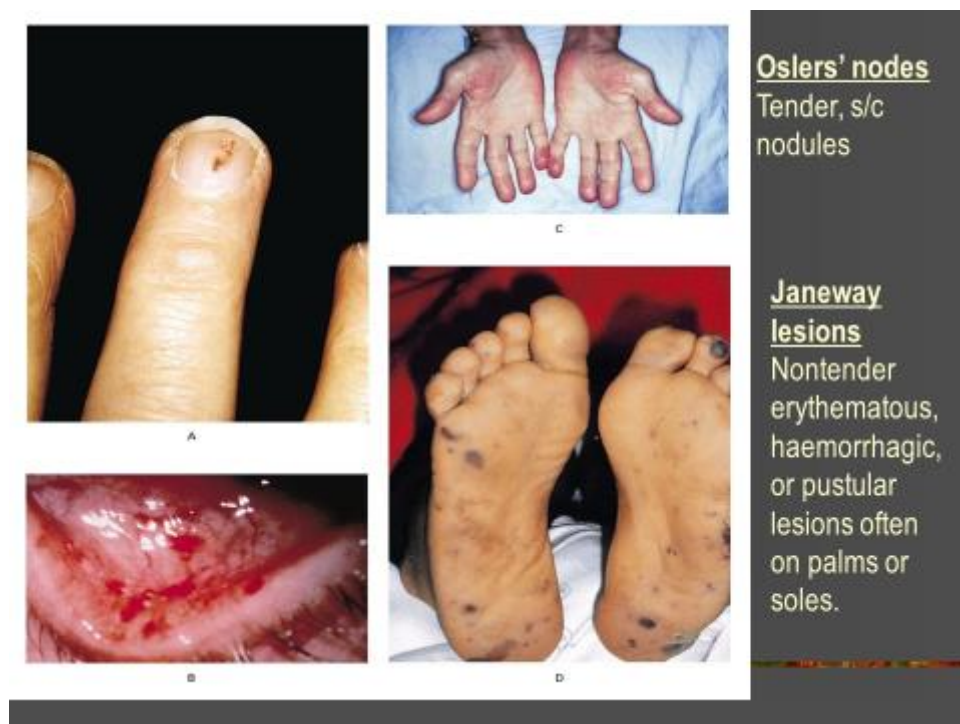 Oslers’ nodes
Tender, s/c
nodules
C
Janeway
lesions
Nontender
erythematous,
haemorrhagic,
or pustular
lesions often
on palms or
soles.
A
B
D